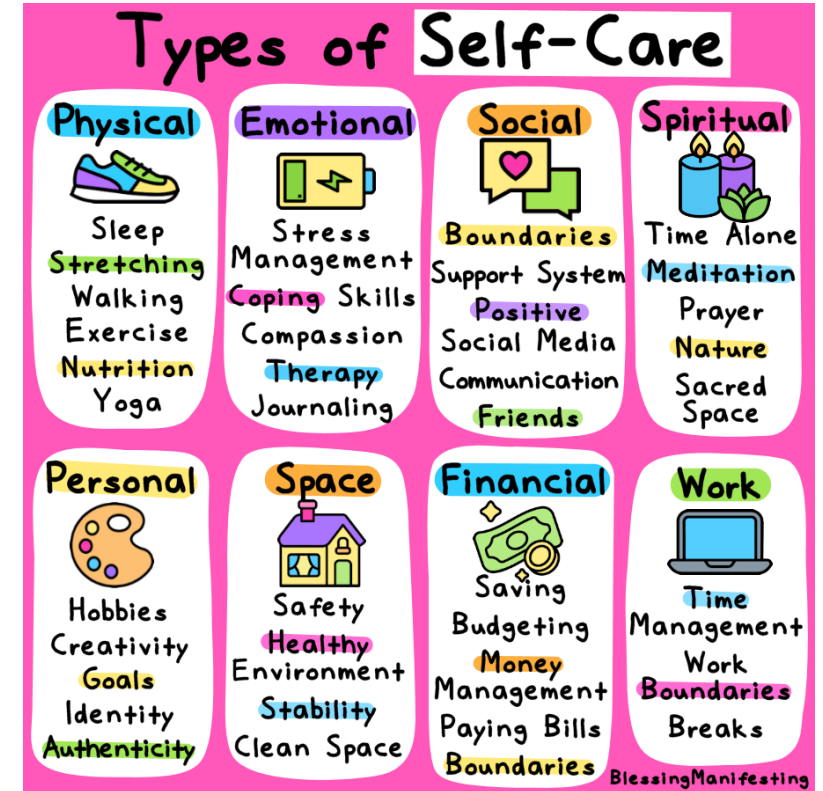 Types of Self-Care
Physical
Sleep
Stretching
Walking
Exercise
Nutrition
Yoga
Emotional
Stress
Management
Coping Skills
Compassion
Therapy
Journaling
Social
Boundaries
Support System
Positive
Social Media
Communication
Friends
Spiritual
Time Alone
Meditation
Prayer
Nature
Sacred
Space
Personal
Hobbies
Creativity
Goals
Identity
Authenticity
Space
Safety
Healthy
Environment
Stability
Clean Space
Financial
Saving
Budgeting
Money
Management
Paying Bills
Boundaries
Work
Time
Management
Work
Boundaries
Breaks
BlessingManifesting